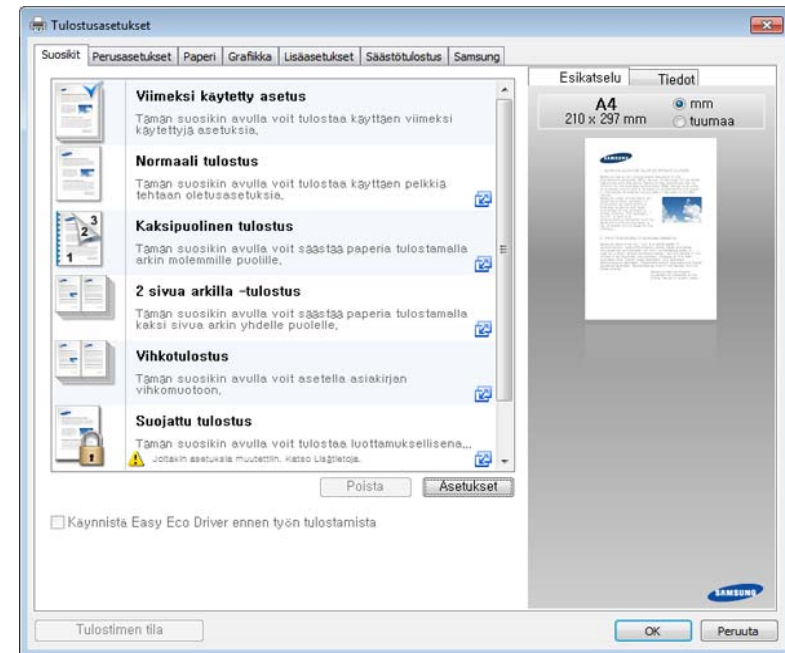 Tulostusasetukset
Suosikit Perusasetukset Paperi Grafiikka Lisäasetukset Säästötulostus Samsung
Viimeksi käytetty asetus
Tämän suosikin avulla voit tulostaa käyttäen viimeksi
käytettyjä asetuksia.
Normaali tulostus
Tämän suosikin avulla voit tulostaa käyttäen pelkkiä
tehtaan oletusasetuksia.
Kaksipuolinen tulostus
Tämän suosikin avulla voit säästää paperia tulostamalla
arkin molemmille puolille.
2 sivua arkilla -tulostus
Tämän suosikin avulla voit säästää paperia tulostamalla
kaksi sivua arkin yhdelle puolelle.
Vihkotulostus
Tämän suosikin avulla voit asetella asiakirjan
vihkomuotoon.
Suojattu tulostus
Tämän suosikin avulla voit tulostaa luottamuksellisena...
Joitakin asetuksia muutettiin. Katso Lisätietoja.
Poista Asetukset
Käynnistä Easy Eco Driver ennen työn tulostamista
Tulostimen tila
Esikatselu Tiedot
A4
210 x 297 mm
mm
tuumaa
SAMSUNG
OK Peruuta